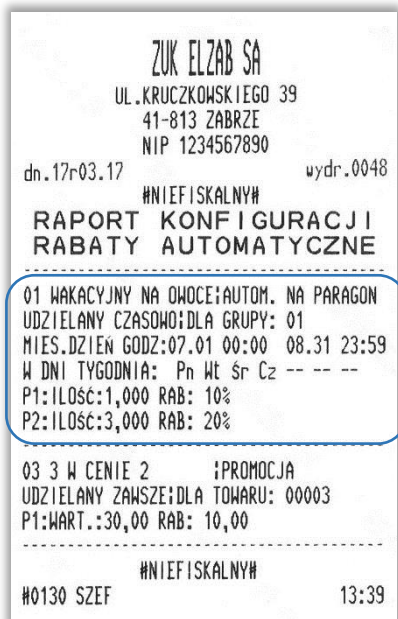 ZUK ELZAB SA
UL.KRUCZKOWSKIEGO 39
41-813 ZABRZE
NIP 1234567890
dn.17r03.17 wydr.0048
#NIEFISKALNY#
RAPORT KONFIGURACJI
RABATY AUTOMATYCZNE
01 WAKACYJNY NA OWOCE¦AUTOM. NA PARAGON
UDZIELANY CZASOWO¦DLA GRUPY: 01
MIES.DZIEŃ GODZ:07.01 00:00 08.31 23:59
W DNI TYGODNIA: Pn Wt Śr Cz -- -- --
P1:ILOŚĆ:1,000 RAB: 10%
P2:ILOŚĆ:3,000 RAB: 20%
03 3 W CENIE 2 ¦PROMOCJA
UDZIELANY ZAWSZE¦DLA TOWARU: 00003
P1:WART.:30,00 RAB: 10,00
#NIEFISKALNY#
#0130 SZEF 13:39